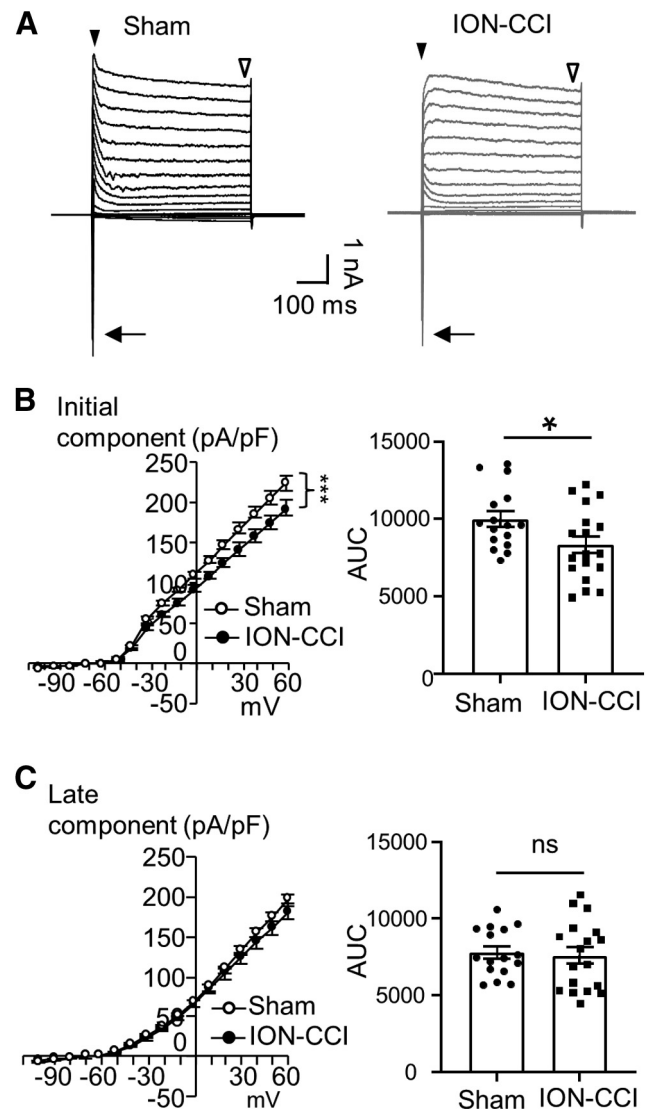 A
Sham
ION-CCI
1 nA
100 ms
B
Initial
component (pA/pF)
250
200
150
100
50
0
-50
-90 -60 -30 30 60
mV
***
Sham
ION-CCI
AUC
15000
10000
5000
0
*
Sham
ION-CCI
C
Late
component (pA/pF)
250
200
150
100
50
0
-50
-90 -60 -30 30 60
mV
Sham
ION-CCI
AUC
15000
10000
5000
0
ns
Sham
ION-CCI